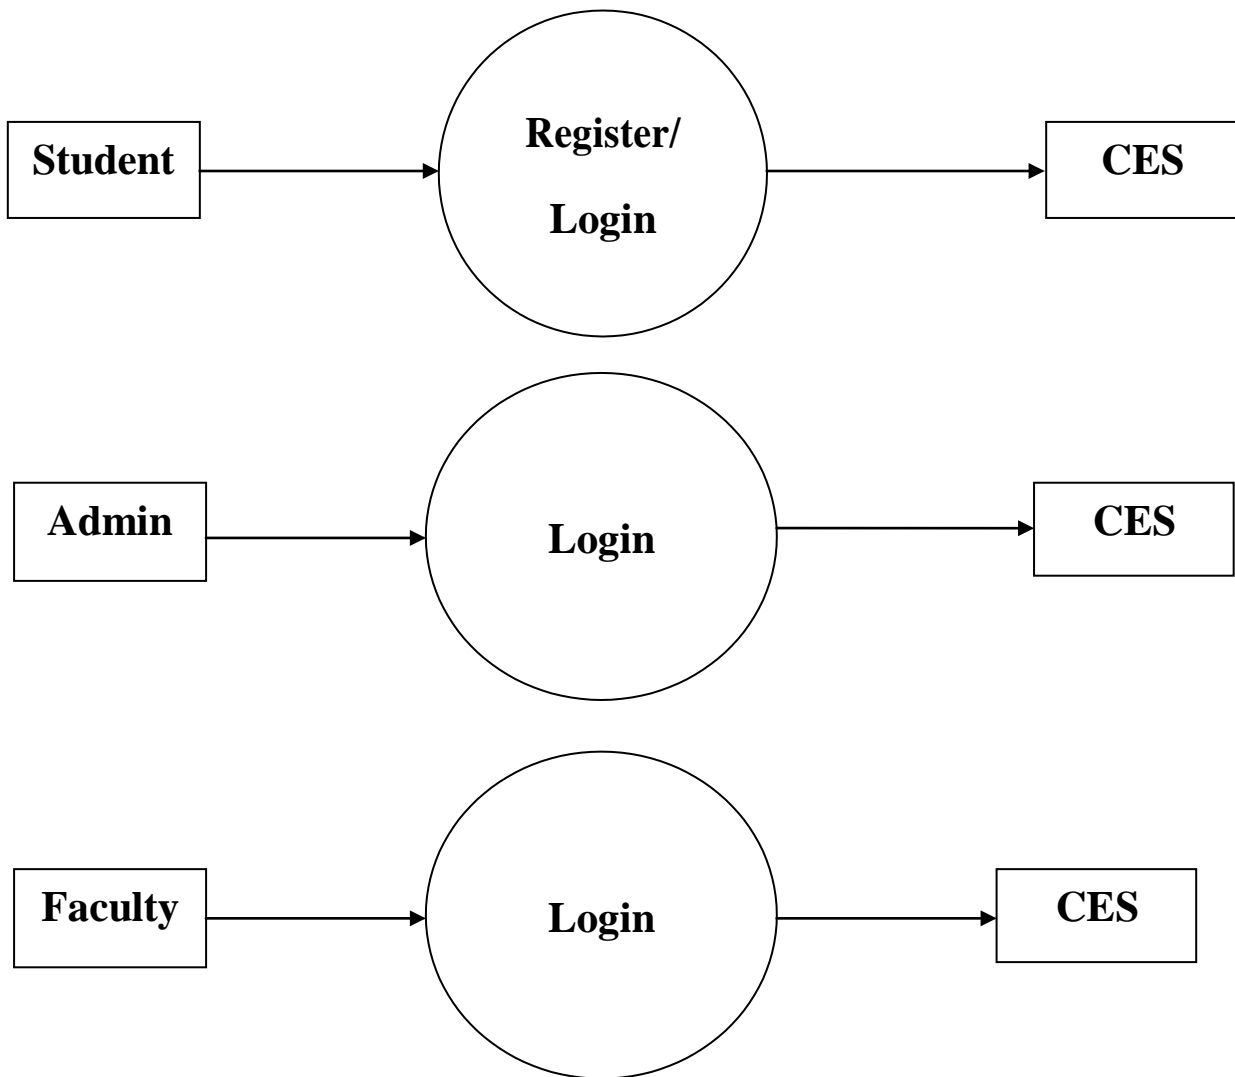 Student
Register/
Login
CES
Admin
Login
CES
Faculty
Login
CES